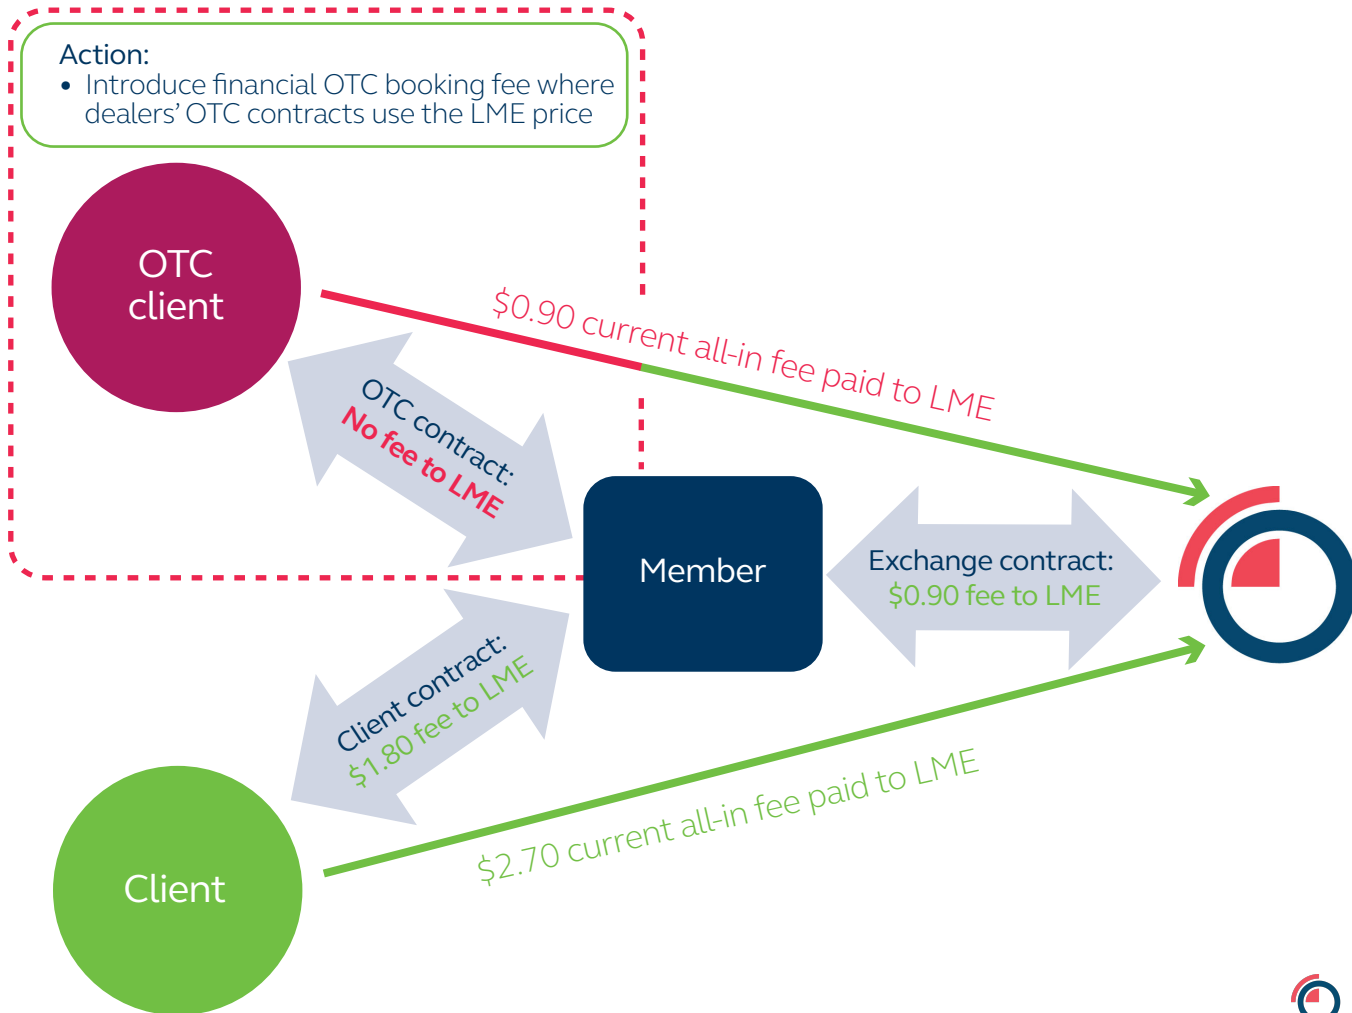 Action:
• Introduce financial OTC booking fee where
dealers’ OTC contracts use the LME price
OTC
client
$0.90 current all-in fee paid to LME
OTC contract:
No fee to LME
Member
Exchange contract:
$0.90 fee to LME
Client contract:
$1.80 fee to LME
$2.70 current all-in fee paid to LME
Client